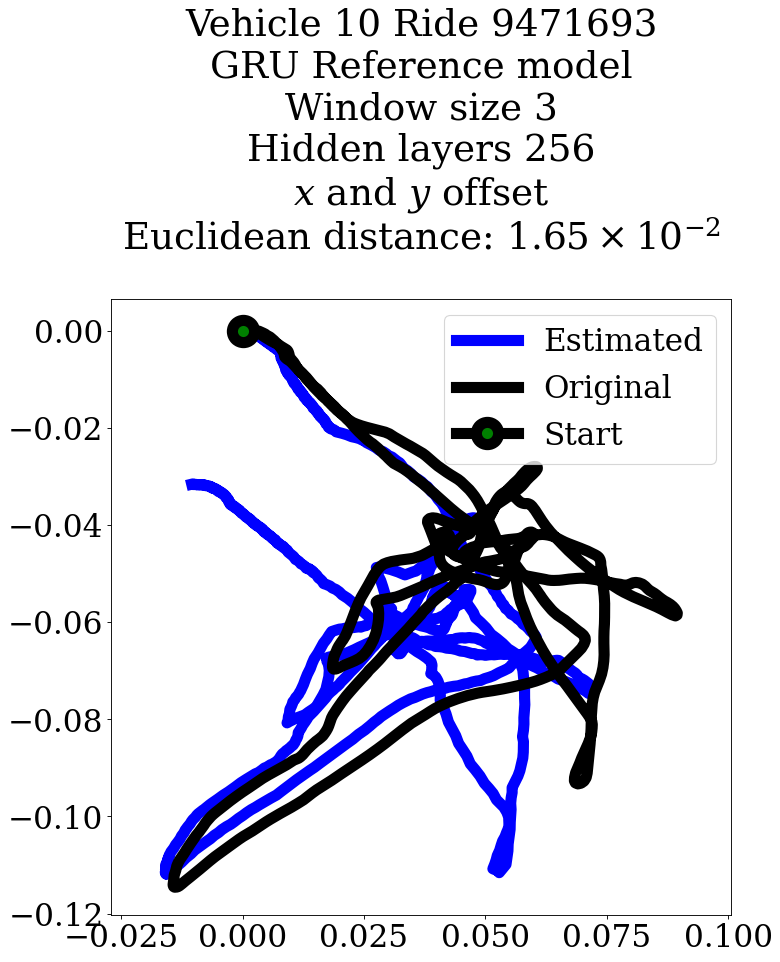 Vehicle 10 Ride 9471693
GRU Reference model
Window size 3
Hidden layers 256
x and y offset
Euclidean distance: 1.65 × 10⁻²
Estimated
Original
Start
0.00
−0.02
−0.04
−0.06
−0.08
−0.10
−0.12
−0.025 0.000 0.025 0.050 0.075 0.100